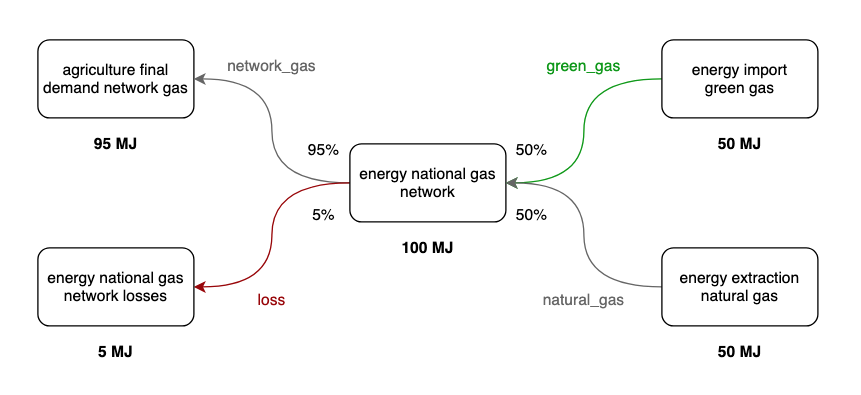 agriculture final
demand network gas
95 MJ
network_gas
green_gas
energy import
green gas
50 MJ
95%
50%
energy national gas
network
5%
50%
100 MJ
energy national gas
network losses
5 MJ
loss
natural_gas
energy extraction
natural gas
50 MJ